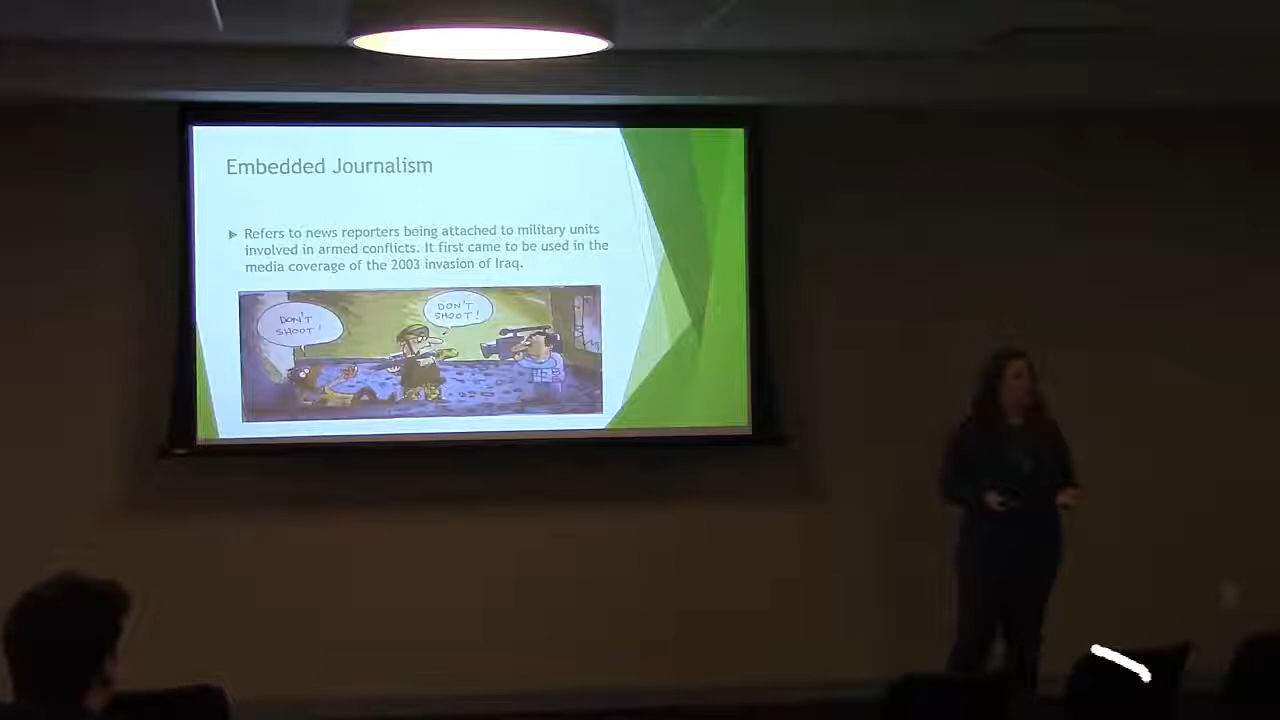 Embedded Journalism
Refers to news reporters being attached to military units
involved in armed conflicts. It first came to be used in the
media coverage of the 2003 invasion of Iraq.
DON'T
SHOOT!
DON'T
SHOOT!